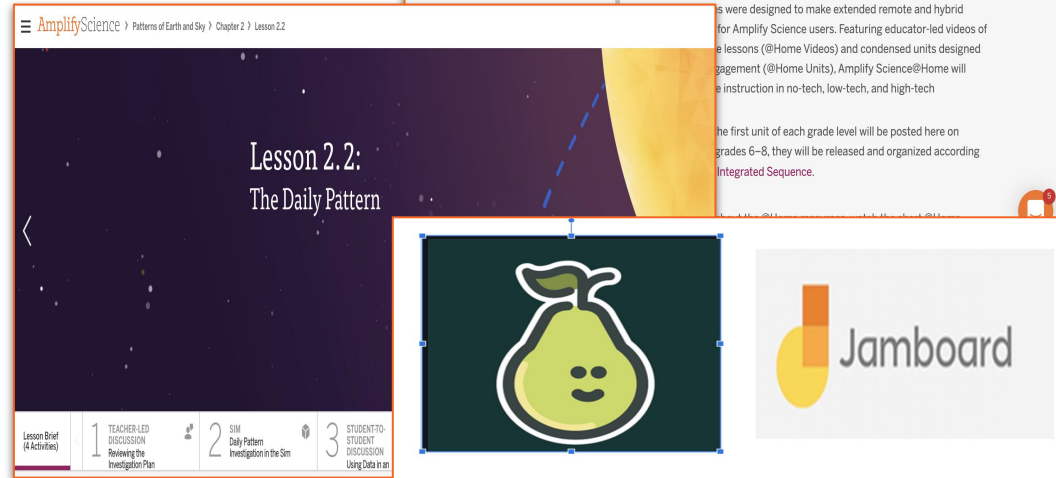 AmplifyScience > Patterns of Earth and Sky > Chapter 2 > Lesson 2.2
Lesson 2.2:
The Daily Pattern
Lesson Brief
(4 Activities)
1
TEACHER-LED
DISCUSSION
Reviewing the
Investigation Plan
2
SIM
Daily Pattern
Investigation in the Sim
3
STUDENT-TO-
STUDENT
DISCUSSION
Using Data in an
es were designed to make extended remote and hybrid
for Amplify Science users. Featuring educator-led videos of
e lessons (@Home Videos) and condensed units designed
gagement (@Home Units), Amplify Science@Home will
e instruction in no-tech, low-tech, and high-tech
he first unit of each grade level will be posted here on
grades 6–8, they will be released and organized according
Integrated Sequence.
5
Jamboard